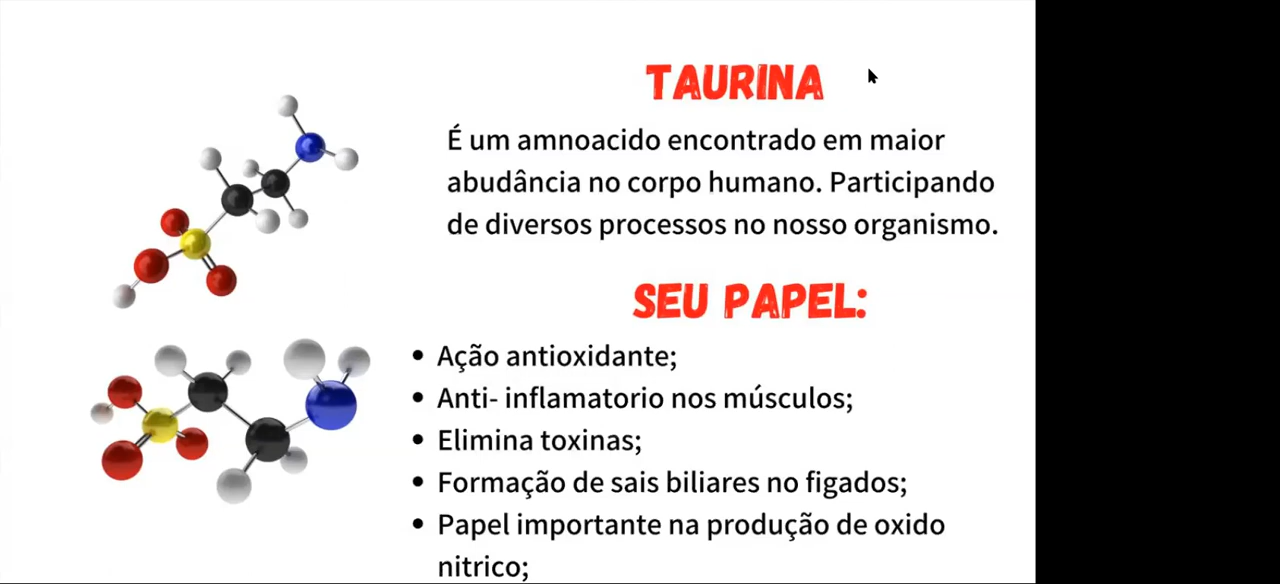 TAURINA
É um amnoacido encontrado em maior
abudância no corpo humano. Participando
de diversos processos no nosso organismo.
SEU PAPEL:
• Ação antioxidante;
• Anti- inflamatorio nos músculos;
• Elimina toxinas;
• Formação de sais biliares no figados;
• Papel importante na produção de oxido
nitrico;